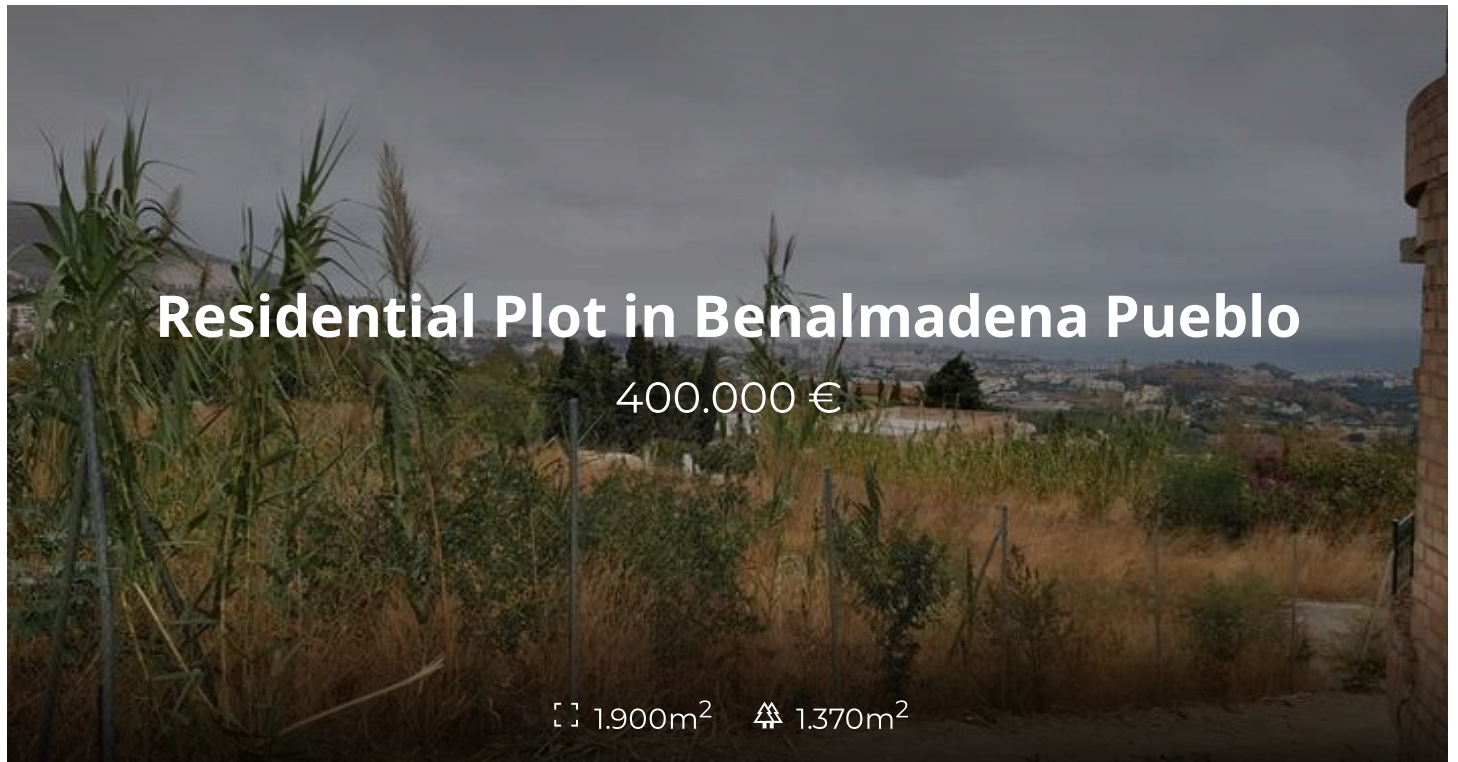 Residential Plot in Benalmadena Pueblo
400.000 €
1.900m² 1.370m²